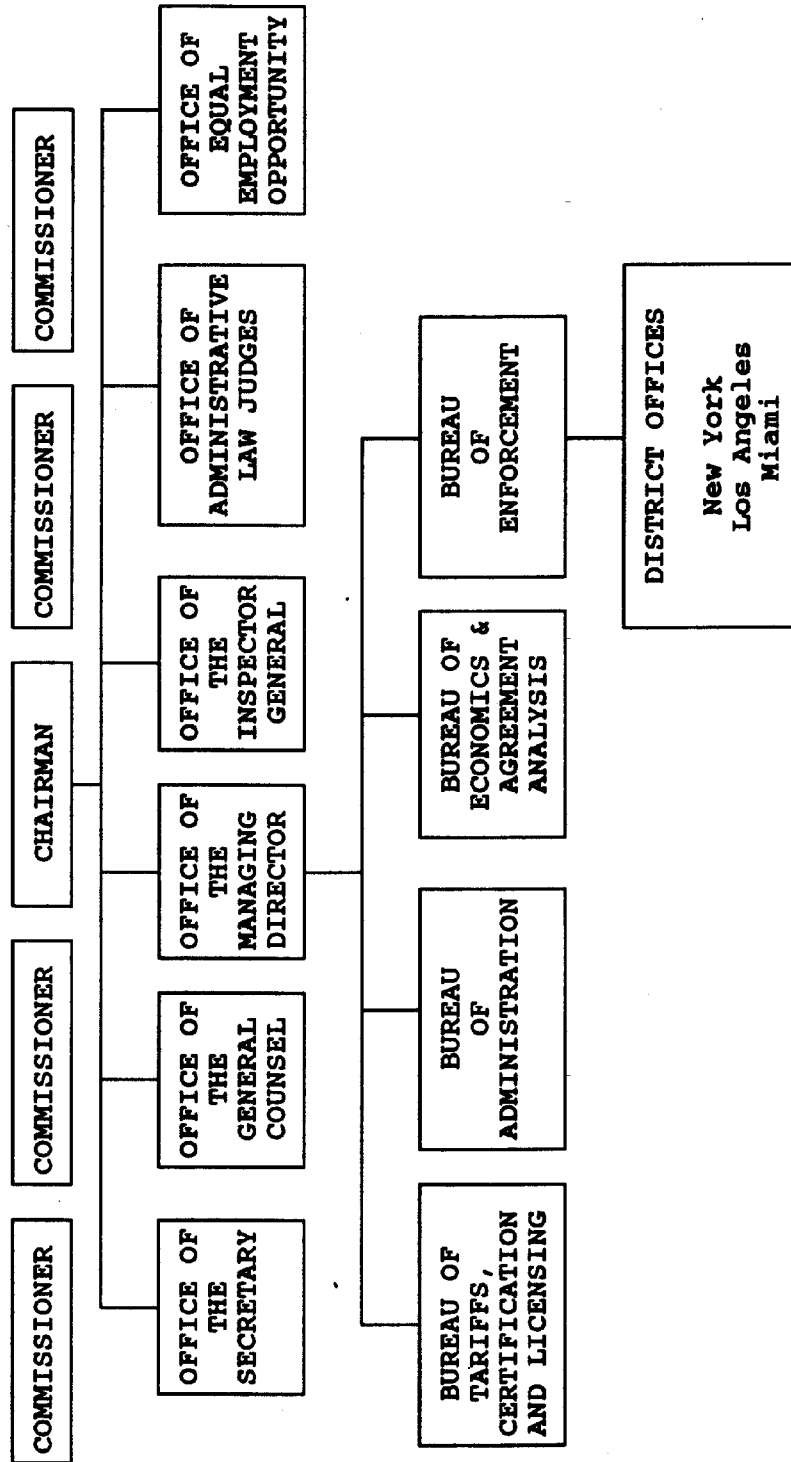 COMMISSIONER
COMMISSIONER
CHAIRMAN
COMMISSIONER
COMMISSIONER
OFFICE OF
THE
SECRETARY
OFFICE OF
THE
GENERAL
COUNSEL
OFFICE OF
THE
MANAGING
DIRECTOR
OFFICE OF
THE
INSPECTOR
GENERAL
OFFICE OF
ADMINISTRATIVE
LAW JUDGES
OFFICE OF
EQUAL
EMPLOYMENT
OPPORTUNITY
BUREAU OF
TARIFFS,
CERTIFICATION
AND LICENSING
BUREAU
OF
ADMINISTRATION
BUREAU OF
ECONOMICS &
AGREEMENT
ANALYSIS
BUREAU
OF
ENFORCEMENT
DISTRICT OFFICES
New York
Los Angeles
Miami